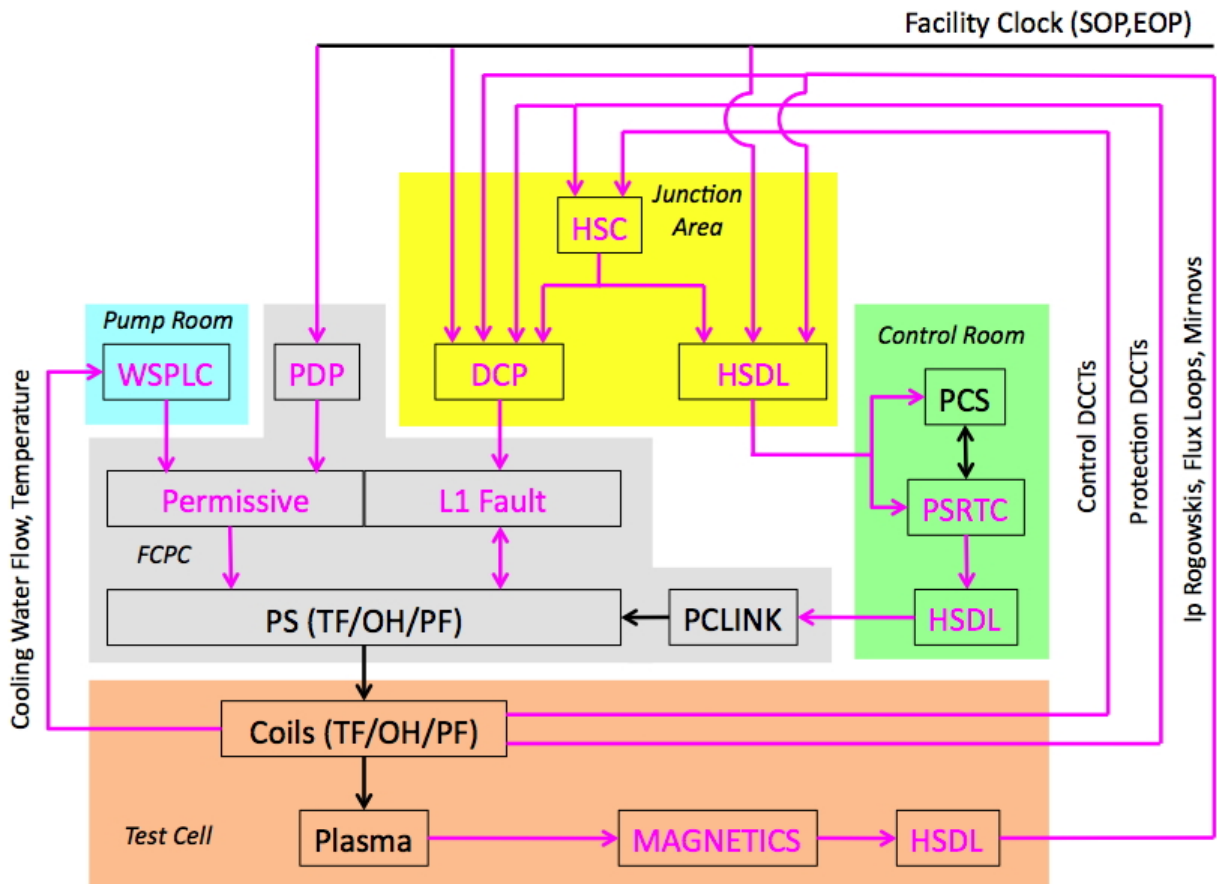 Facility Clock (SOP,EOP)
Junction
Area
HSC
Pump Room
WSPLC
PDP
DCP
HSDL
Control Room
PCS
PSRTC
HSDL
Permissive
L1 Fault
FCPC
PS (TF/OH/PF)
PCLINK
Coils (TF/OH/PF)
Test Cell
Plasma
MAGNETICS
HSDL
Cooling Water Flow, Temperature
Control DCCTs
Protection DCCTs
Ip Rogowskis, Flux Loops, Mirnovs